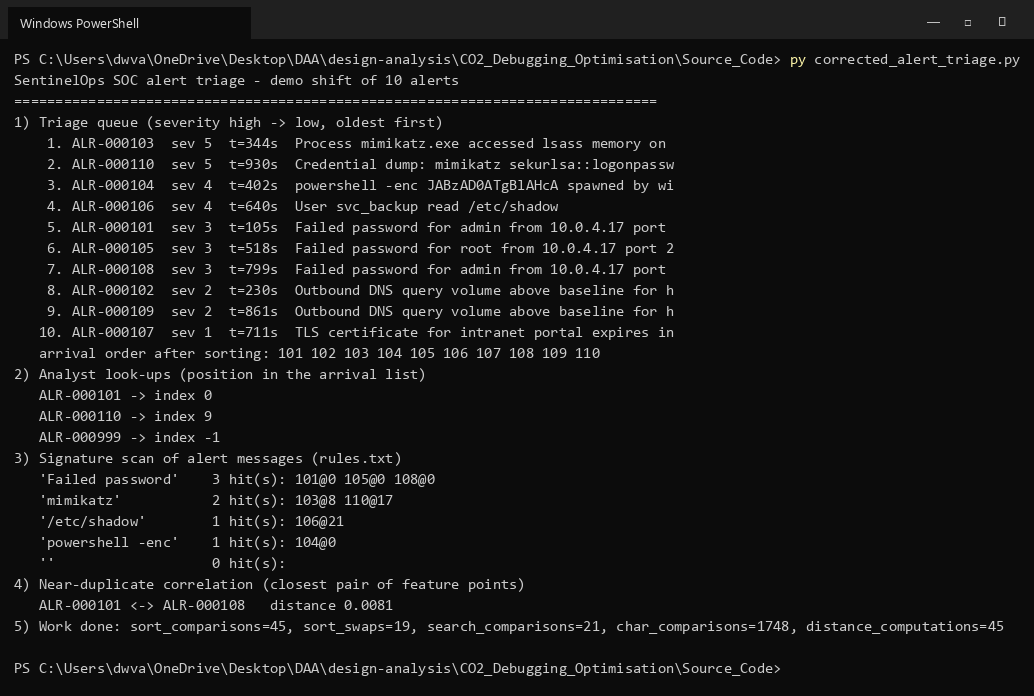 Windows PowerShell
PS C:\Users\dwva\OneDrive\Desktop\DAA\design-analysis\CO2_Debugging_Optimisation\Source_Code> py corrected_alert_triage.py
SentinelOps SOC alert triage - demo shift of 10 alerts
==============================================================================
1) Triage queue (severity high -> low, oldest first)
    1. ALR-000103  sev 5  t=344s  Process mimikatz.exe accessed lsass memory on
    2. ALR-000110  sev 5  t=930s  Credential dump: mimikatz sekurlsa::logonpassw
    3. ALR-000104  sev 4  t=402s  powershell -enc JABzAD0ATgBlAHcA spawned by wi
    4. ALR-000106  sev 4  t=640s  User svc_backup read /etc/shadow
    5. ALR-000101  sev 3  t=105s  Failed password for admin from 10.0.4.17 port
    6. ALR-000105  sev 3  t=518s  Failed password for root from 10.0.4.17 port 2
    7. ALR-000108  sev 3  t=799s  Failed password for admin from 10.0.4.17 port
    8. ALR-000102  sev 2  t=230s  Outbound DNS query volume above baseline for h
    9. ALR-000109  sev 2  t=861s  Outbound DNS query volume above baseline for h
   10. ALR-000107  sev 1  t=711s  TLS certificate for intranet portal expires in
   arrival order after sorting: 101 102 103 104 105 106 107 108 109 110
2) Analyst look-ups (position in the arrival list)
   ALR-000101 -> index 0
   ALR-000110 -> index 9
   ALR-000999 -> index -1
3) Signature scan of alert messages (rules.txt)
   'Failed password'    3 hit(s): 101@0 105@0 108@0
   'mimikatz'           2 hit(s): 103@8 110@17
   '/etc/shadow'        1 hit(s): 106@21
   'powershell -enc'    1 hit(s): 104@0
   ''                   0 hit(s):
4) Near-duplicate correlation (closest pair of feature points)
   ALR-000101 <-> ALR-000108   distance 0.0081
5) Work done: sort_comparisons=45, sort_swaps=19, search_comparisons=21, char_comparisons=1748, distance_computations=45
PS C:\Users\dwva\OneDrive\Desktop\DAA\design-analysis\CO2_Debugging_Optimisation\Source_Code>